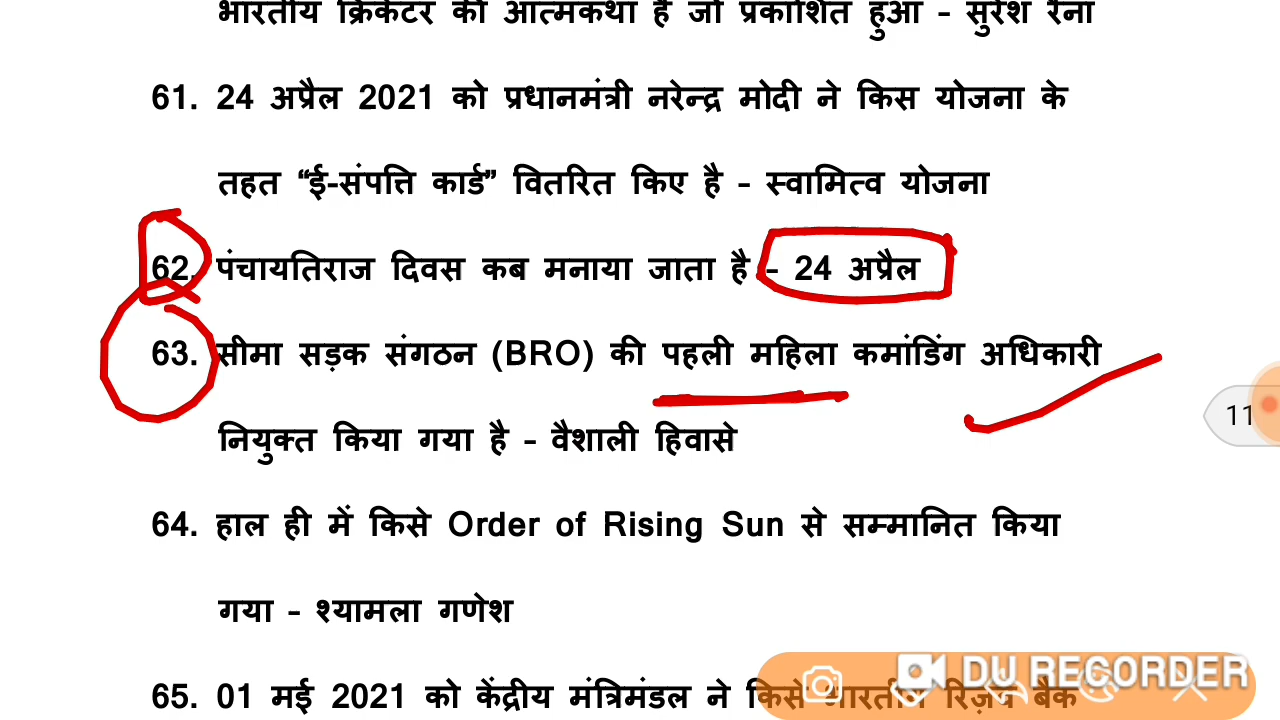 भारतीय क्रिकेटर की आत्मकथा है जो प्रकाशित हुआ – सुरेश रैना
61. 24 अप्रैल 2021 को प्रधानमंत्री नरेन्द्र मोदी ने किस योजना के
तहत “ई-संपत्ति कार्ड” वितरित किए है – स्वामित्व योजना
62. पंचायतिराज दिवस कब मनाया जाता है – 24 अप्रैल
63. सीमा सड़क संगठन (BRO) की पहली महिला कमांडिंग अधिकारी
11
नियुक्त किया गया है – वैशाली हिवासे
64. हाल ही में किसे Order of Rising Sun से सम्मानित किया
गया – श्यामला गणेश
65. 01 मई 2021 को केंद्रीय मंत्रिमंडल ने किसे भारतीय रिज़र्व बैंक
DU RECORDER